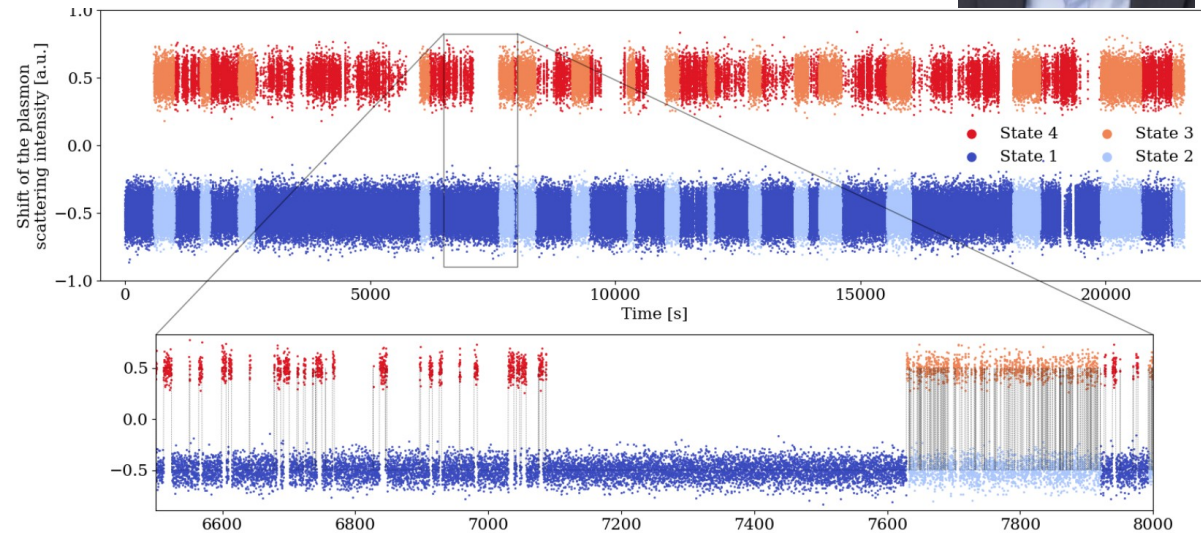 1.0
0.5
0.0
−0.5
−1.0
Shift of the plasmon
scattering intensity [a.u.]
State 4 State 3
State.1 State 2
0 5000 10000 15000 20000
Time [s]
0.5
0.0
−0.5
6600 6800 7000 7200 7400 7600 7800 8000